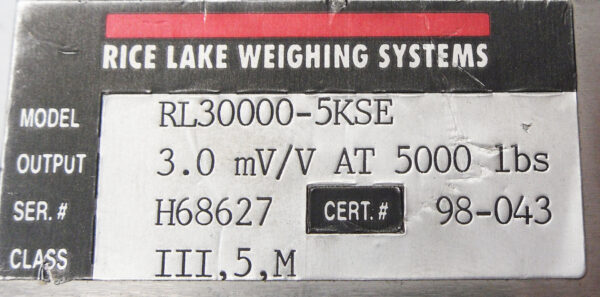 RICE LAKE WEIGHING SYSTEMS
MODEL RL30000-5KSE
OUTPUT 3.0 mV/V AT 5000 lbs
SER. # H68627 CERT. # 98-043
CLASS III,5,M